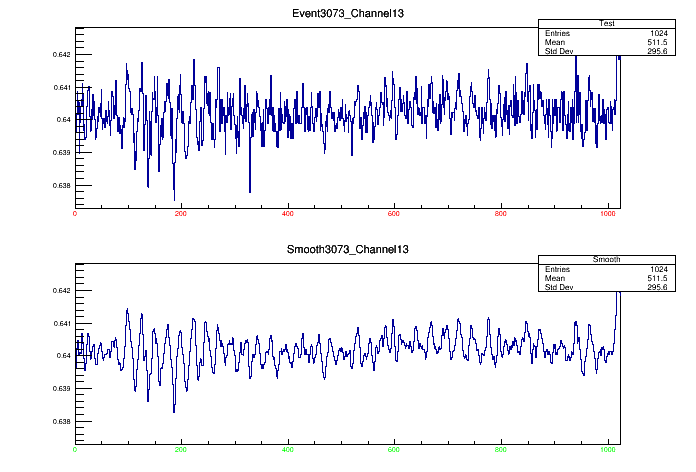 Event3073_Channel13
Test
Entries 1024
Mean 511.5
Std Dev 295.6
0.642
0.641
0.64
0.639
0.638
0 200 400 600 800 1000
Smooth3073_Channel13
Smooth
Entries 1024
Mean 511.5
Std Dev 295.6
0.642
0.641
0.64
0.639
0.638
0 200 400 600 800 1000